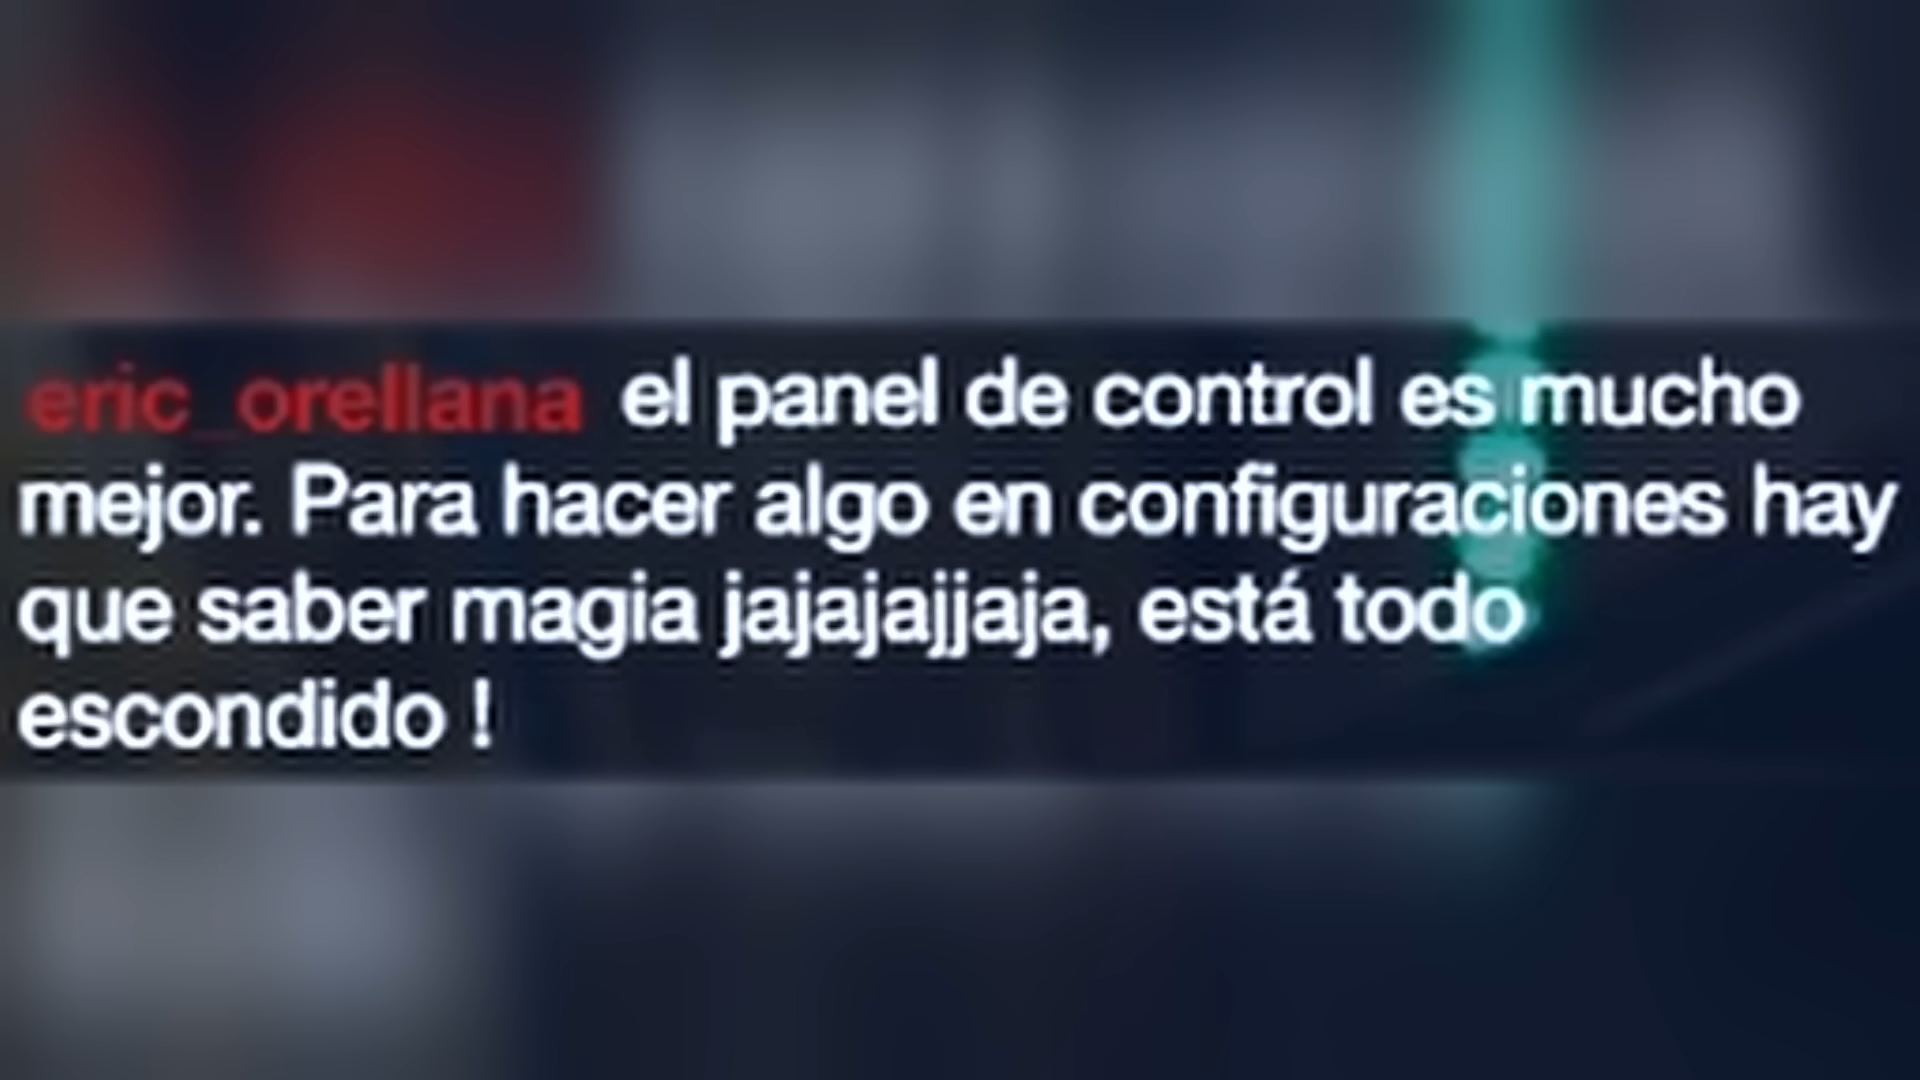 eric_orellana el panel de control es mucho
mejor. Para hacer algo en configuraciones hay
que saber magia jajajajjaja, está todo
escondido !